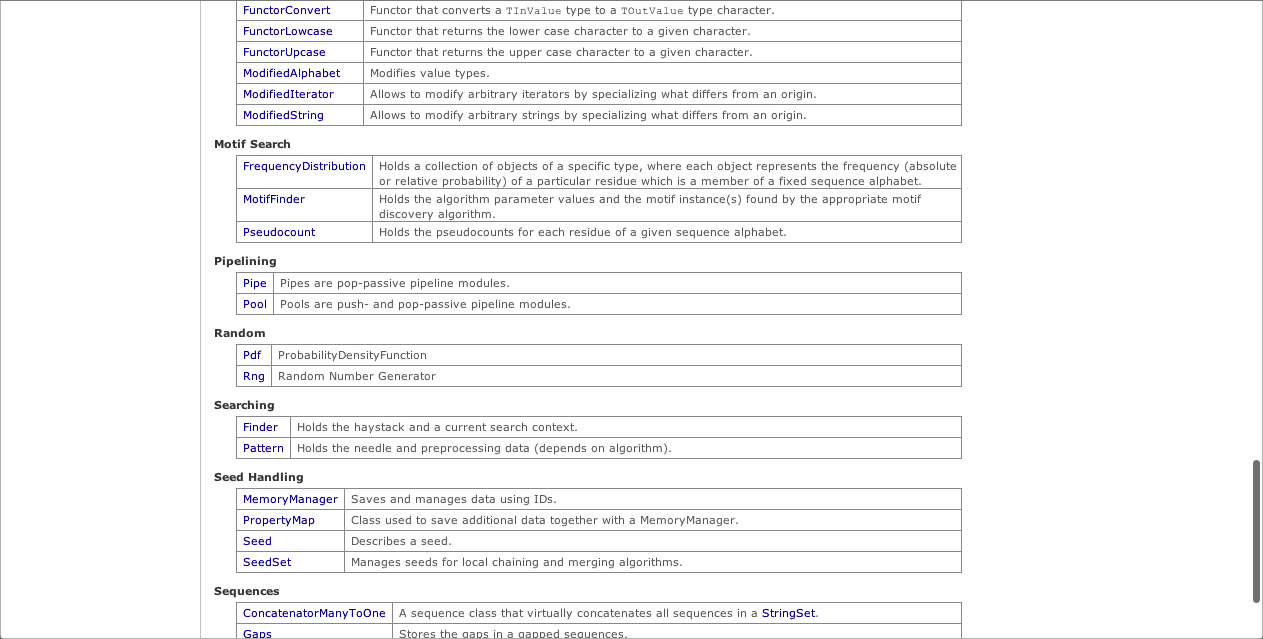 FunctorConvert Functor that converts a TInValue type to a TOutValue type character.
FunctorLowcase Functor that returns the lower case character to a given character.
FunctorUpcase Functor that returns the upper case character to a given character.
ModifiedAlphabet Modifies value types.
ModifiedIterator Allows to modify arbitrary iterators by specializing what differs from an origin.
ModifiedString Allows to modify arbitrary strings by specializing what differs from an origin.
Motif Search
FrequencyDistribution Holds a collection of objects of a specific type, where each object represents the frequency (absolute
or relative probability) of a particular residue which is a member of a fixed sequence alphabet.
MotifFinder Holds the algorithm parameter values and the motif instance(s) found by the appropriate motif
discovery algorithm.
Pseudocount Holds the pseudocounts for each residue of a given sequence alphabet.
Pipelining
Pipe Pipes are pop-passive pipeline modules.
Pool Pools are push- and pop-passive pipeline modules.
Random
Pdf ProbabilityDensityFunction
Rng Random Number Generator
Searching
Finder Holds the haystack and a current search context.
Pattern Holds the needle and preprocessing data (depends on algorithm).
Seed Handling
MemoryManager Saves and manages data using IDs.
PropertyMap Class used to save additional data together with a MemoryManager.
Seed Describes a seed.
SeedSet Manages seeds for local chaining and merging algorithms.
Sequences
ConcatenatorManyToOne A sequence class that virtually concatenates all sequences in a StringSet.
Gaps Stores the gaps in a gapped sequences.